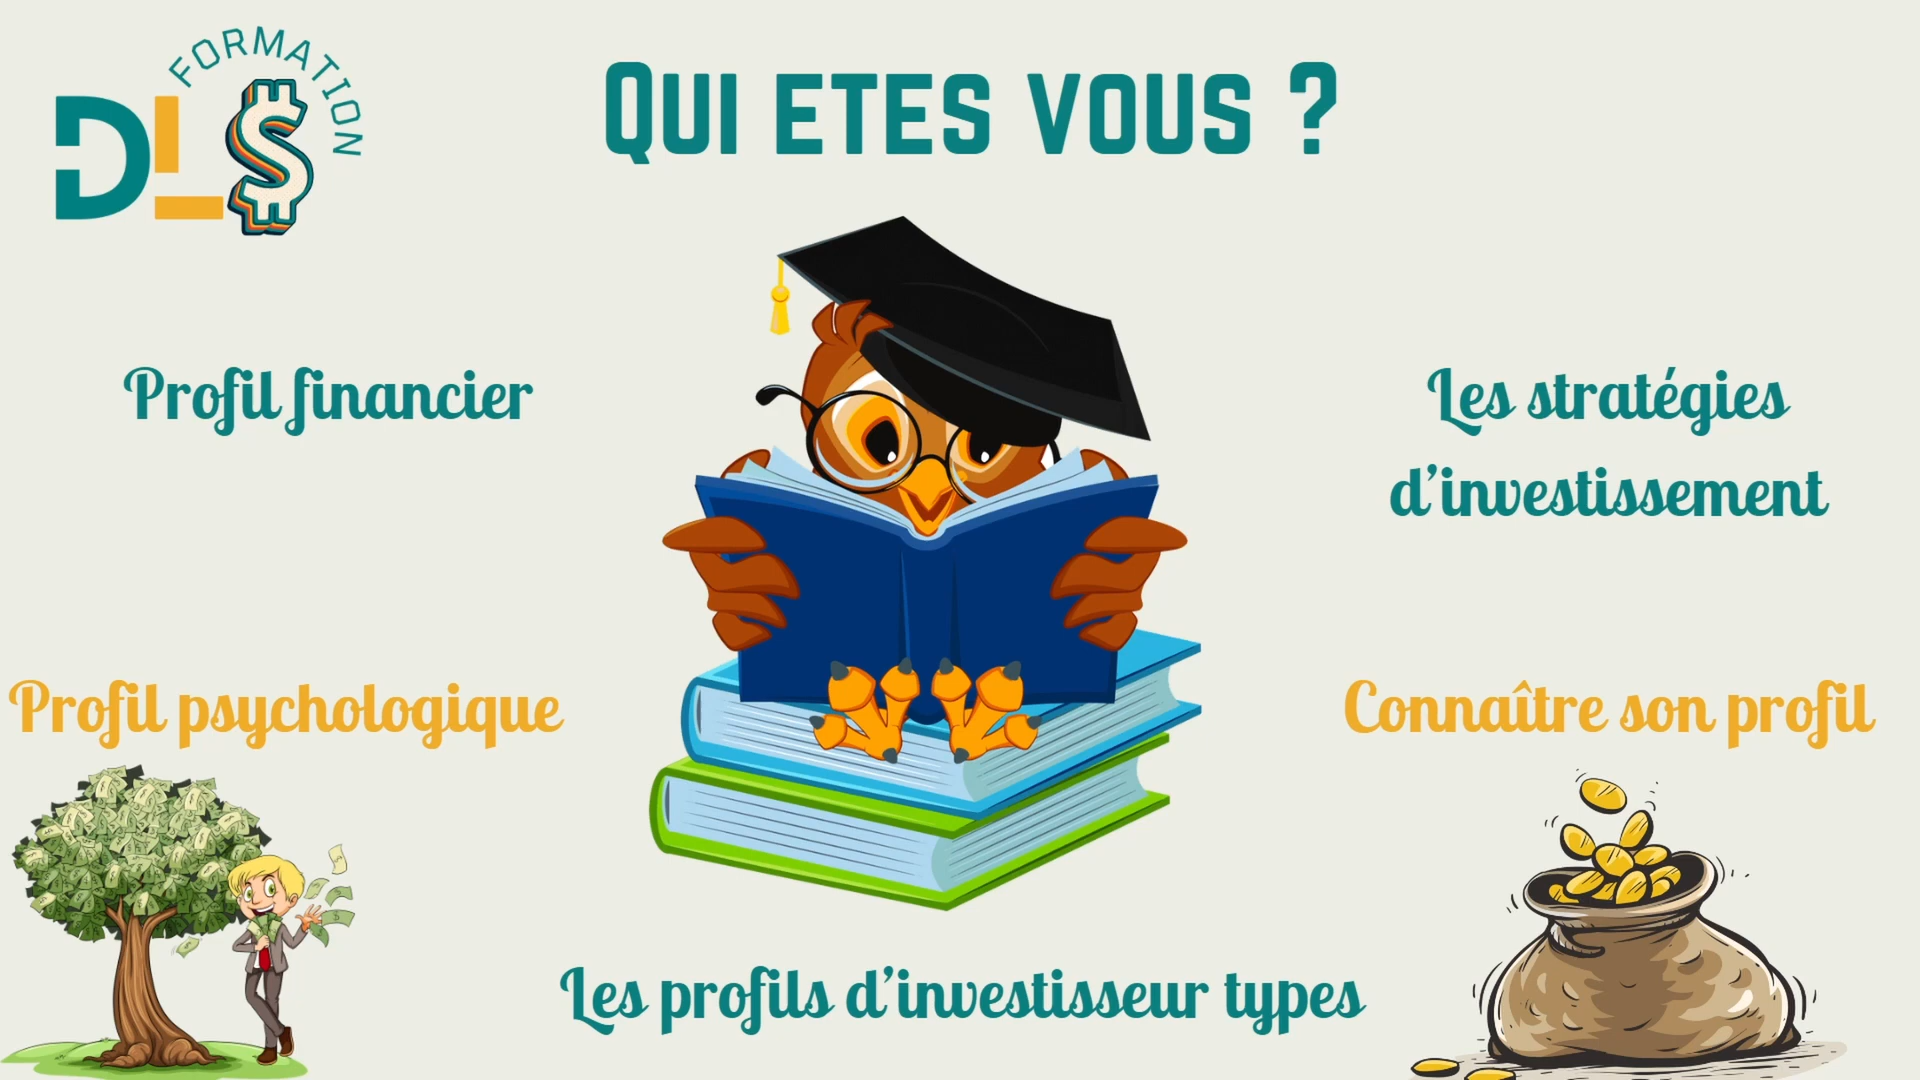 FORMATION
DL$
QUI ETES VOUS ?
Profil financier
Les stratégies
d'investissement
Profil psychologique
Connaître son profil
Les profils d'investisseur types